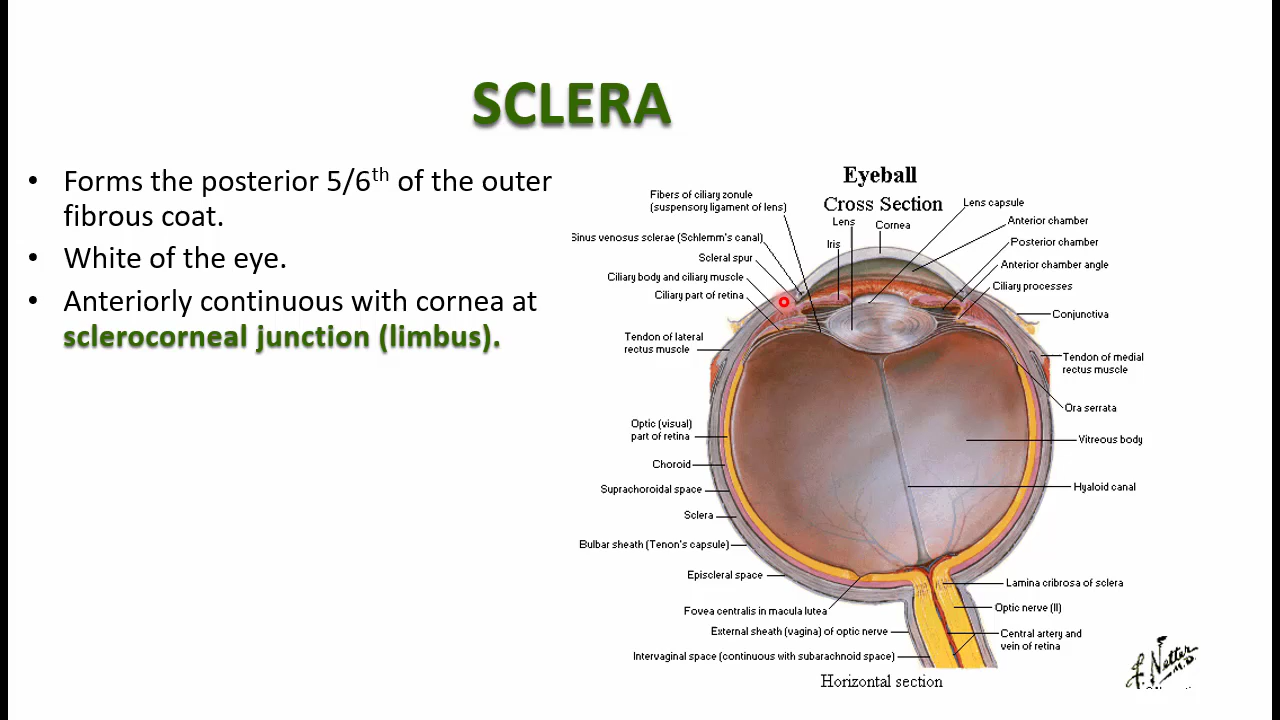 SCLERA
• Forms the posterior 5/6th of the outer
fibrous coat.
• White of the eye.
• Anteriorly continuous with cornea at
sclerocorneal junction (limbus).
Eyeball
Cross Section
Fibers of ciliary zonule
(suspensory ligament of lens)
Sinus venosus sclerae (Schlemm's canal)
Scleral spur
Ciliary body and ciliary muscle
Ciliary part of retina
Tendon of lateral
rectus muscle
Optic (visual)
part of retina
Choroid
Suprachoroidal space
Sclera
Bulbar sheath (Tenon's capsule)
Episcleral space
Fovea centralis in macula lutea
External sheath (vagina) of optic nerve
Intervaginal space (continuous with subarachnoid space)
Iris
Lens
Cornea
Lens capsule
Anterior chamber
Posterior chamber
Anterior chamber angle
Ciliary processes
Conjunctiva
Tendon of medial
rectus muscle
Ora serrata
Vitreous body
Hyaloid canal
Lamina cribrosa of sclera
Optic nerve (II)
Central artery and
vein of retina
Horizontal section
F. Netter
M.D.